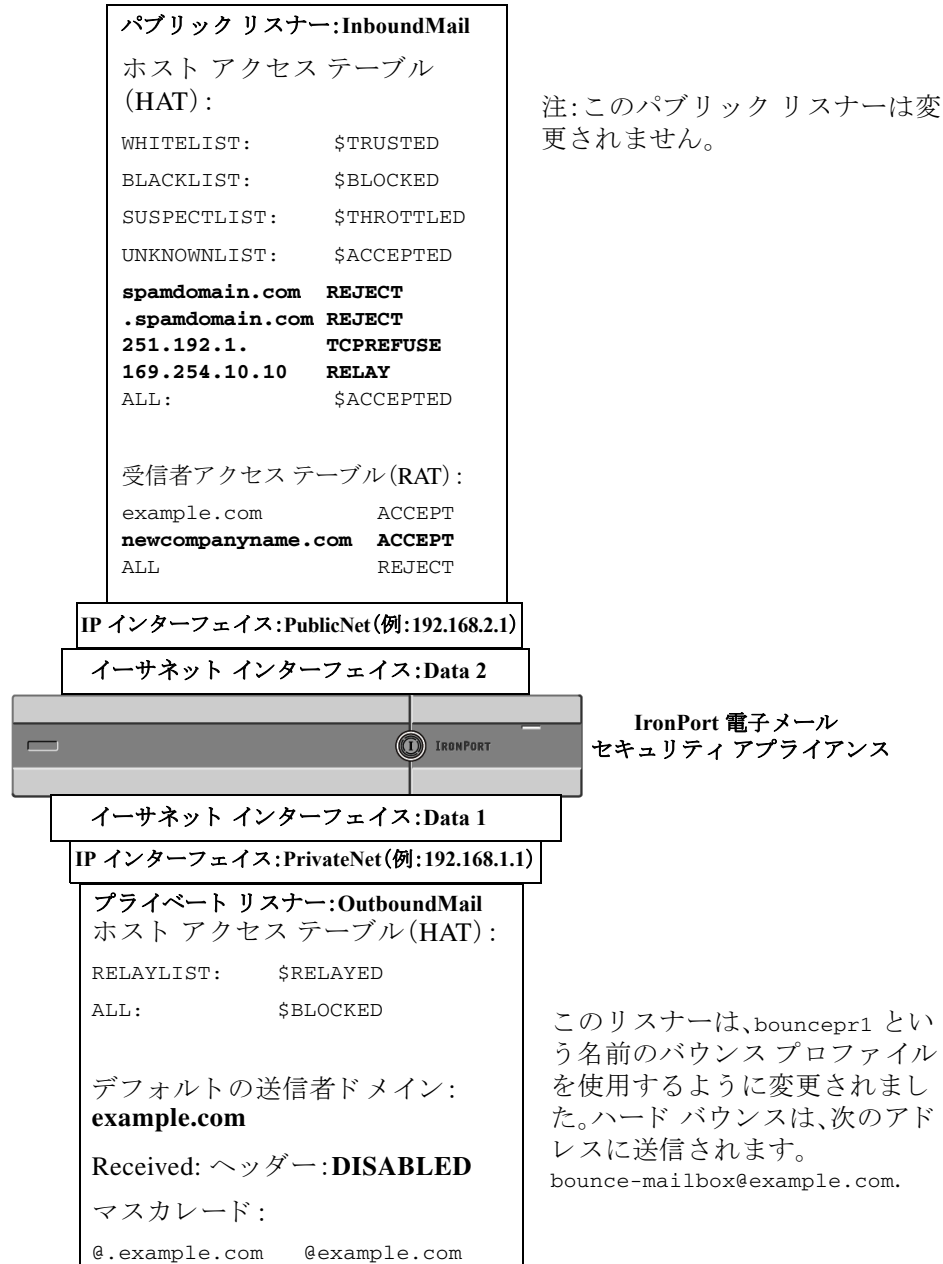 パブリック リスナー:InboundMail
ホスト アクセス テーブル
(HAT):
WHITELIST: $TRUSTED
BLACKLIST: $BLOCKED
SUSPECTLIST: $THROTTLED
UNKNOWNLIST: $ACCEPTED
spamdomain.com REJECT
.spamdomain.com REJECT
251.192.1. TCPREFUSE
169.254.10.10 RELAY
ALL: $ACCEPTED
受信者アクセス テーブル(RAT):
example.com ACCEPT
newcompanyname.com ACCEPT
ALL REJECT
注:このパブリック リスナーは変
更されません。
IP インターフェイス:PublicNet(例:192.168.2.1)
イーサネット インターフェイス:Data 2
IRONPORT
IronPort 電子メール
セキュリティ アプライアンス
イーサネット インターフェイス:Data 1
IP インターフェイス:PrivateNet(例:192.168.1.1)
プライベート リスナー:OutboundMail
ホスト アクセス テーブル(HAT):
RELAYLIST: $RELAYED
ALL: $BLOCKED
デフォルトの送信者ドメイン:
example.com
Received: ヘッダー:DISABLED
マスカレード:
@.example.com @example.com
このリスナーは、bouncepr1 とい
う名前のバウンス プロファイル
を使用するように変更されまし
た。ハード バウンスは、次のアド
レスに送信されます。
bounce-mailbox@example.com.